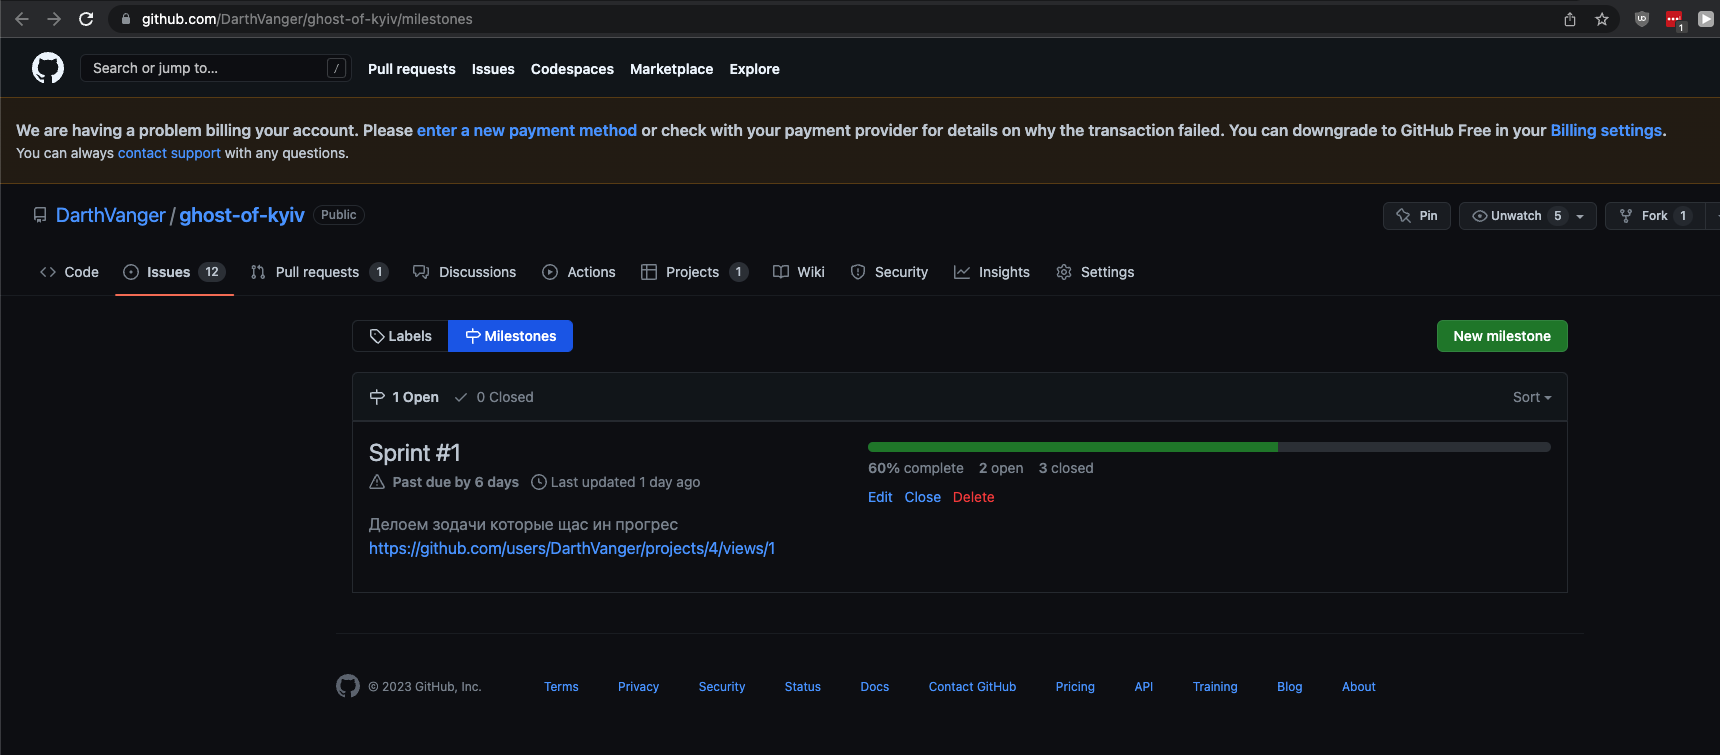 github.com/DarthVanger/ghost-of-kyiv/milestones
1
Search or jump to... / Pull requests Issues Codespaces Marketplace Explore
We are having a problem billing your account. Please enter a new payment method or check with your payment provider for details on why the transaction failed. You can downgrade to GitHub Free in your Billing settings.
You can always contact support with any questions.
DarthVanger / ghost-of-kyiv Public Pin Unwatch 5 Fork 1
Code Issues 12 Pull requests 1 Discussions Actions Projects 1 Wiki Security Insights Settings
Labels Milestones New milestone
1 Open 0 Closed Sort
Sprint #1
60% complete 2 open 3 closed
Past due by 6 days Last updated 1 day ago
Edit Close Delete
Делоем зодачи которые щас ин прогрес
https://github.com/users/DarthVanger/projects/4/views/1
© 2023 GitHub, Inc. Terms Privacy Security Status Docs Contact GitHub Pricing API Training Blog About